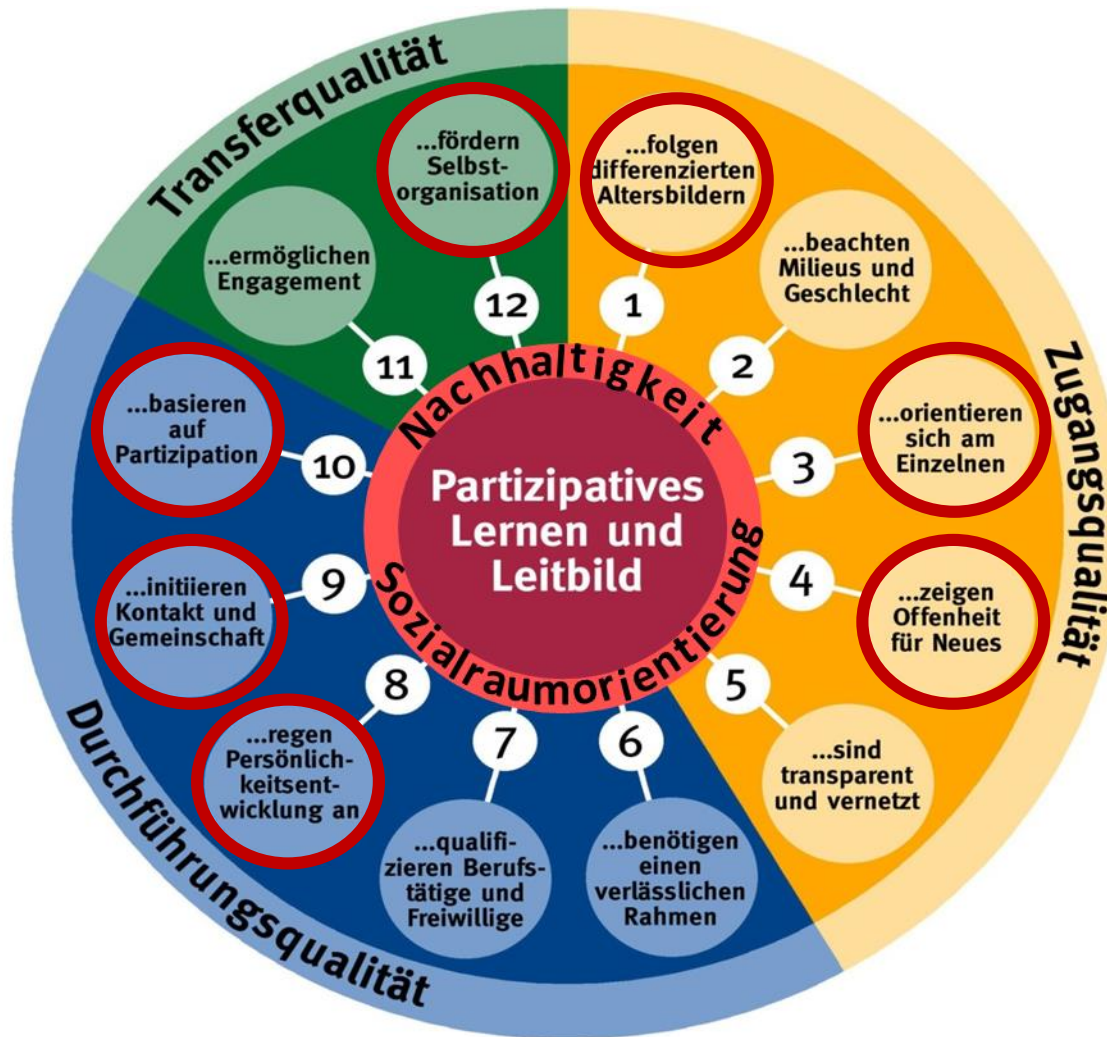 Transferqualität
Zugangsqualität
Durchführungsqualität
Nachhaltigkeit
Sozialraumorientierung
Partizipatives
Lernen und
Leitbild
1
...folgen
differenzierten
Altersbildern
2
...beachten
Milieus und
Geschlecht
3
...orientieren
sich am
Einzelnen
4
...zeigen
Offenheit
für Neues
5
...sind
transparent
und vernetzt
6
...benötigen
einen
verlässlichen
Rahmen
7
...qualifi-
zieren Berufs-
tätige und
Freiwillige
8
...regen
Persönlich-
keitsent-
wicklung an
9
...initiieren
Kontakt und
Gemeinschaft
10
...basieren
auf
Partizipation
11
...ermöglichen
Engagement
12
...fördern
Selbst-
organisation